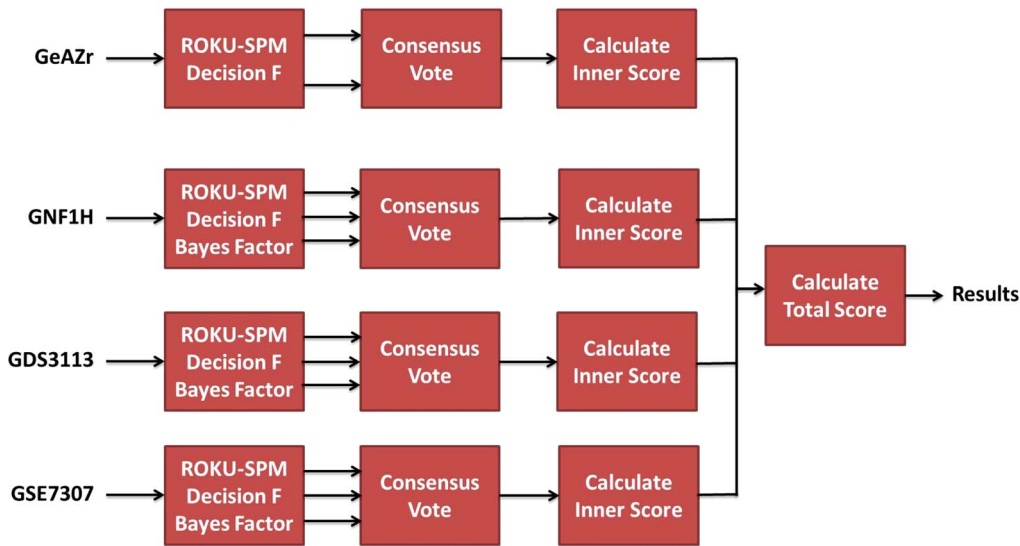 GeAZr
ROKU-SPM
Decision F
Consensus
Vote
Calculate
Inner Score
GNF1H
ROKU-SPM
Decision F
Bayes Factor
Consensus
Vote
Calculate
Inner Score
GDS3113
ROKU-SPM
Decision F
Bayes Factor
Consensus
Vote
Calculate
Inner Score
GSE7307
ROKU-SPM
Decision F
Bayes Factor
Consensus
Vote
Calculate
Inner Score
Calculate
Total Score
Results